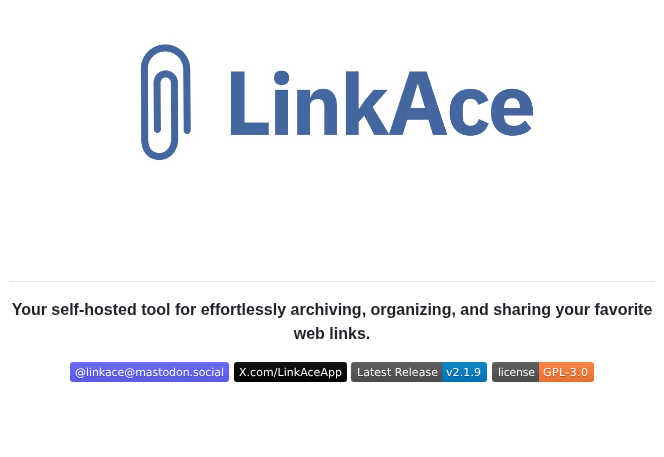 LinkAce
Your self-hosted tool for effortlessly archiving, organizing, and sharing your favorite
web links.
@linkace@mastodon.social X.com/LinkAceApp Latest Release v2.1.9 license GPL-3.0